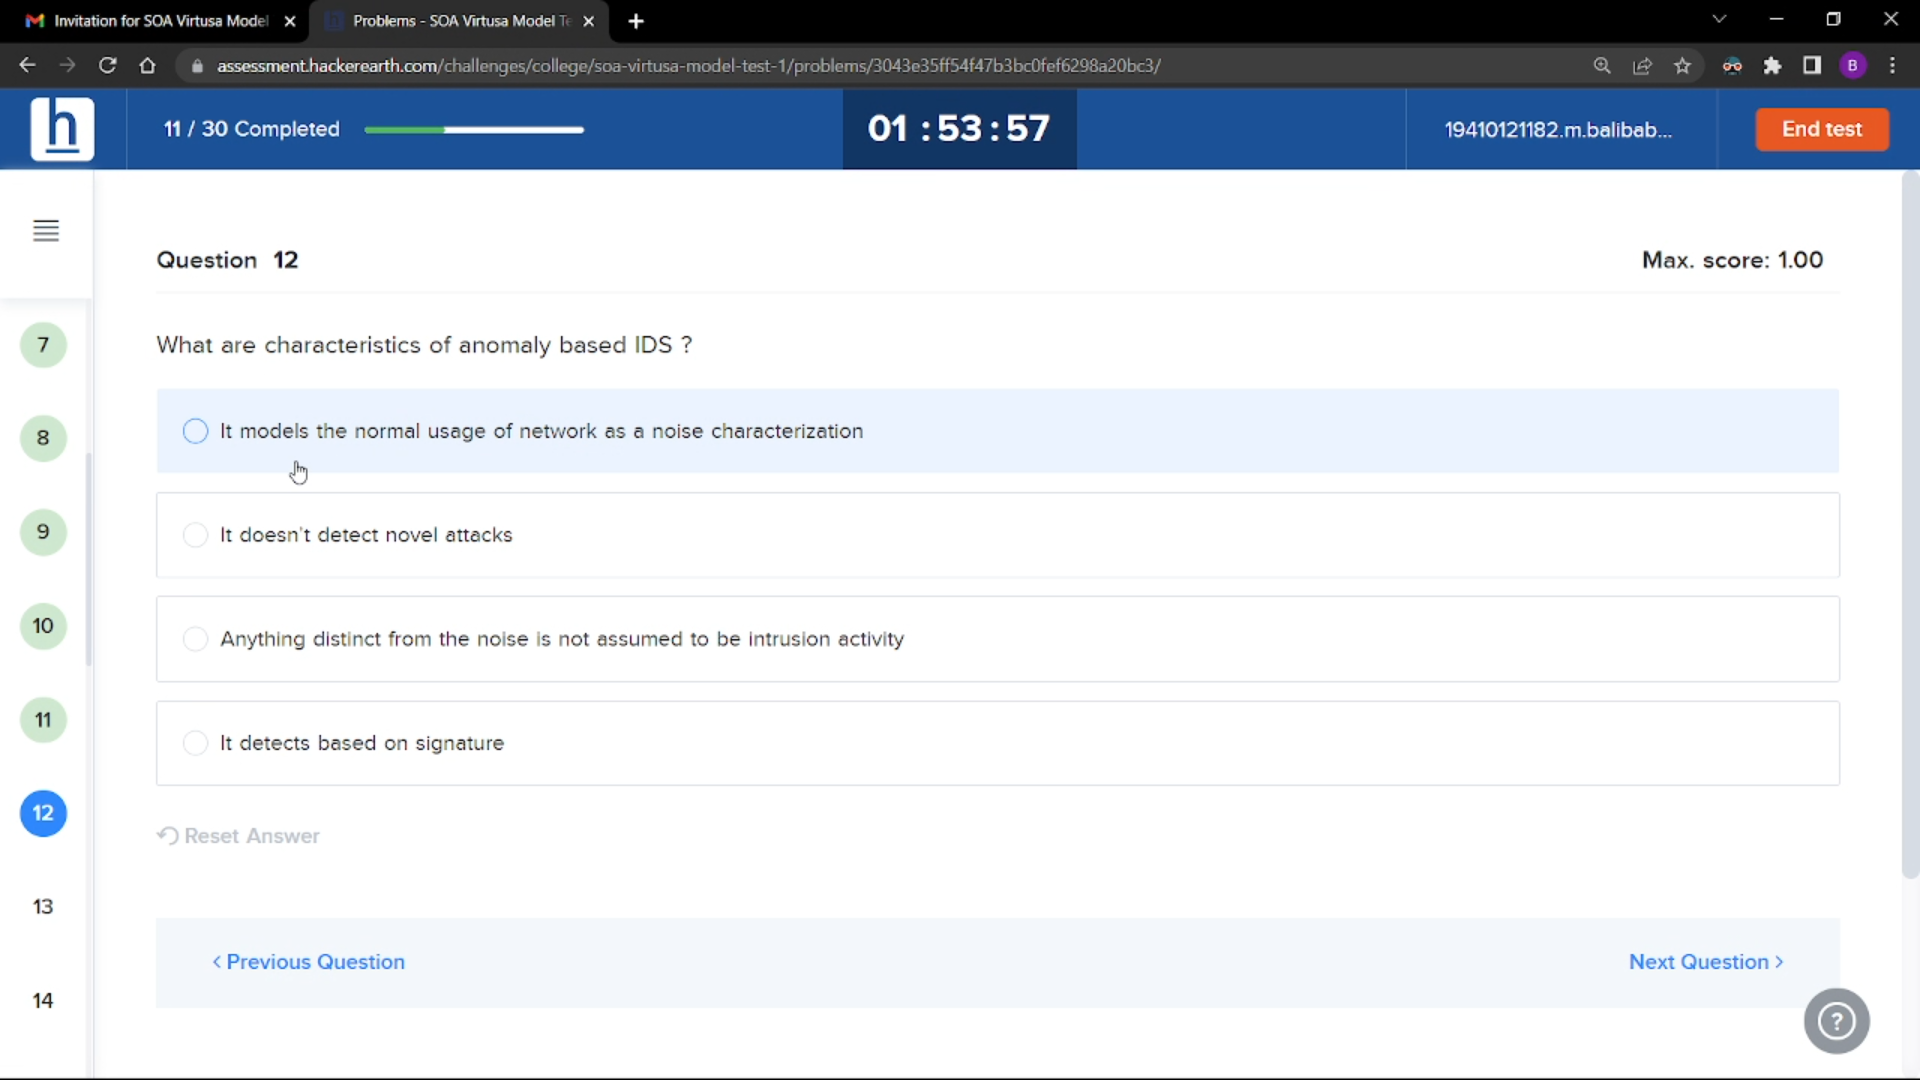 Invitation for SOA Virtusa Model
Problems - SOA Virtusa Model Te
assessment.hackerearth.com/challenges/college/soa-virtusa-model-test-1/problems/3043e35ff54f47b3bc0fef6298a20bc3/
B
h
11 / 30 Completed
01 : 53 : 57
19410121182.m.balibab...
End test
Question 12
Max. score: 1.00
What are characteristics of anomaly based IDS ?
It models the normal usage of network as a noise characterization
It doesn't detect novel attacks
Anything distinct from the noise is not assumed to be intrusion activity
It detects based on signature
Reset Answer
< Previous Question
Next Question >
7
8
9
10
11
12
13
14
?